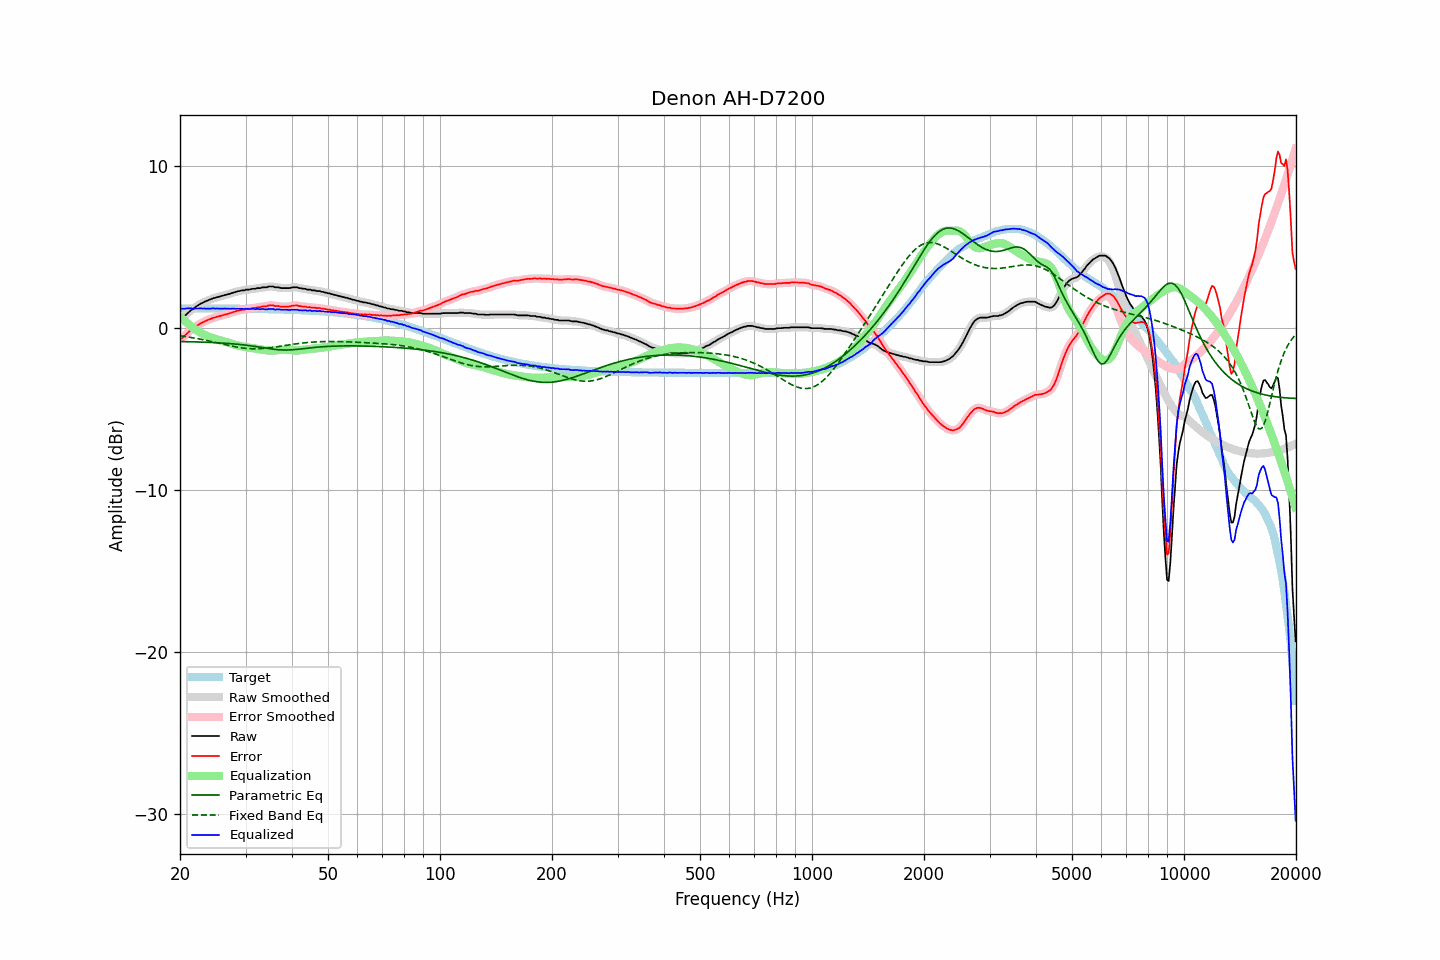 Denon AH-D7200
Amplitude (dBr)
10
0
−10
−20
−30
Target
Raw Smoothed
Error Smoothed
Raw
Error
Equalization
Parametric Eq
Fixed Band Eq
Equalized
20 50 100 200 500 1000 2000 5000 10000 20000
Frequency (Hz)